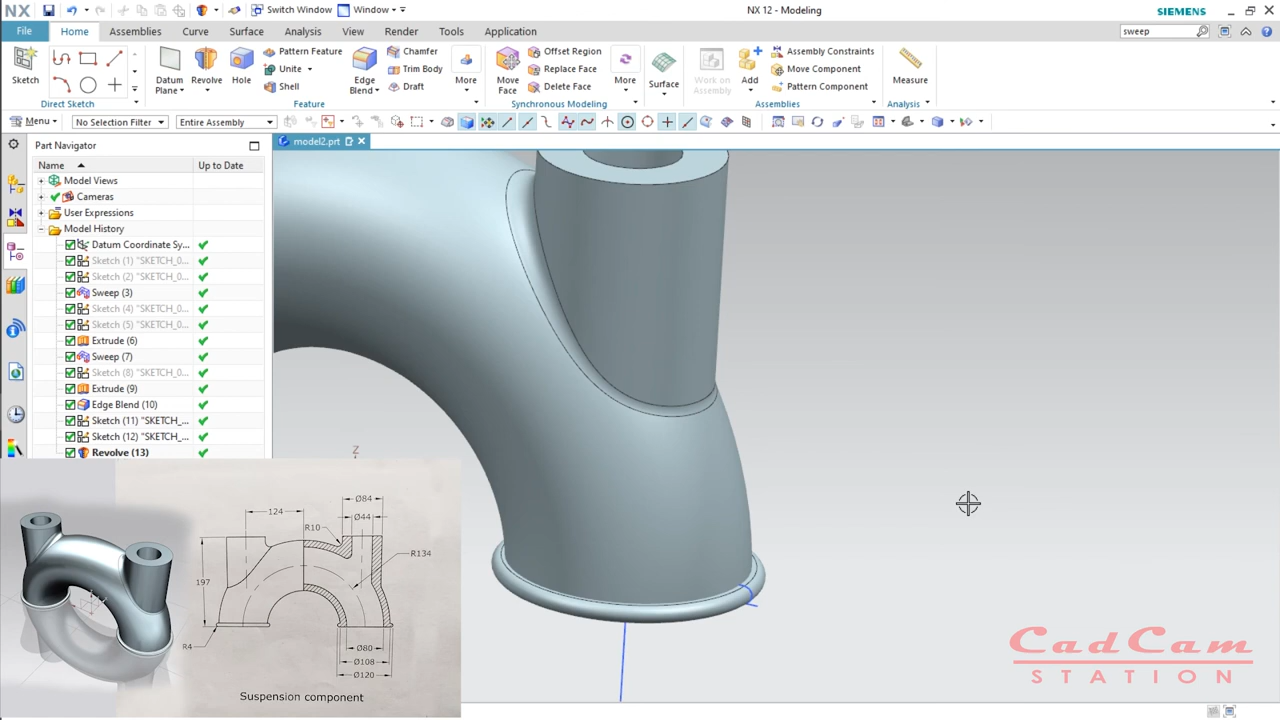 NX
Switch Window
Window
NX 12 - Modeling
SIEMENS
File
Home
Assemblies
Curve
Surface
Analysis
View
Render
Tools
Application
sweep
Sketch
Direct Sketch
Datum Plane
Revolve
Hole
Pattern Feature
Unite
Shell
Edge Blend
Chamfer
Trim Body
Draft
More
Feature
Move Face
Offset Region
Replace Face
Delete Face
More
Synchronous Modeling
Surface
Work on Assembly
Add
Assembly Constraints
Move Component
Pattern Component
Assemblies
Measure
Analysis
Menu
No Selection Filter
Entire Assembly
Part Navigator
model2.prt
Name
Up to Date
Model Views
Cameras
User Expressions
Model History
Datum Coordinate Sy...
Sketch (1) "SKETCH_0...
Sketch (2) "SKETCH_0...
Sweep (3)
Sketch (4) "SKETCH_0...
Sketch (5) "SKETCH_0...
Extrude (6)
Sweep (7)
Sketch (8) "SKETCH_0...
Extrude (9)
Edge Blend (10)
Sketch (11) "SKETCH_...
Sketch (12) "SKETCH_...
Revolve (13)
Z
Ø84
124
Ø44
R10
R134
197
R4
Ø80
Ø108
Ø120
Suspension component
CadCam
STATION